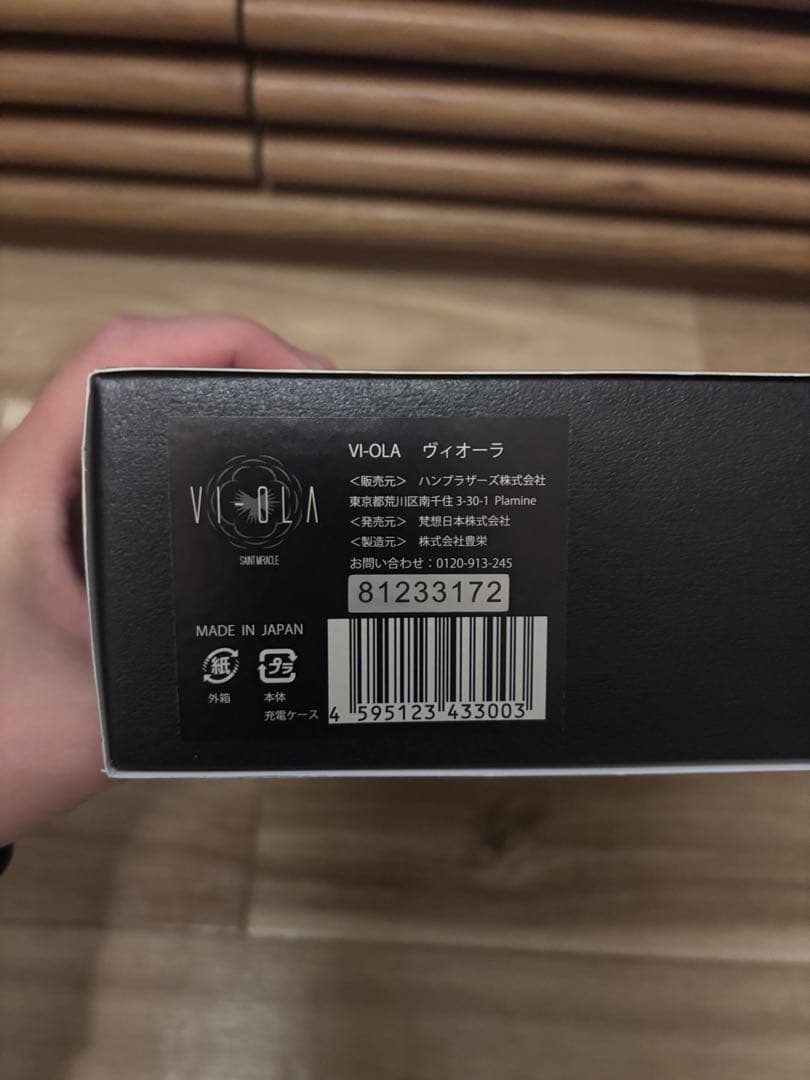 VI-OLA
SAINT MIRACLE
VI-OLA ヴィオーラ
＜販売元＞ ハンブラザーズ株式会社
東京都荒川区南千住 3-30-1 Plamine
＜発売元＞ 梵想日本株式会社
＜製造元＞ 株式会社豊栄
お問い合わせ：0120-913-245
81233172
MADE IN JAPAN
紙
プラ
外箱
本体
充電ケース
4 595123 433003